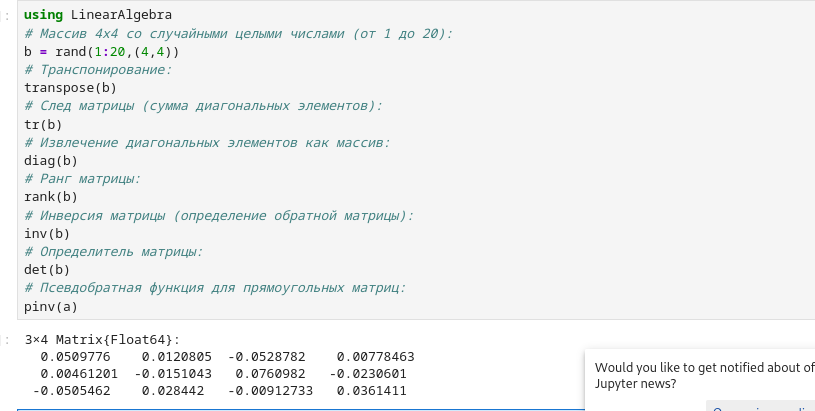 using LinearAlgebra
# Массив 4x4 со случайными целыми числами (от 1 до 20):
b = rand(1:20,(4,4))
# Транспонирование:
transpose(b)
# След матрицы (сумма диагональных элементов):
tr(b)
# Извлечение диагональных элементов как массив:
diag(b)
# Ранг матрицы:
rank(b)
# Инверсия матрицы (определение обратной матрицы):
inv(b)
# Определитель матрицы:
det(b)
# Псевдобратная функция для прямоугольных матриц:
pinv(a)
3×4 Matrix{Float64}:
0.0509776 0.0120805 -0.0528782 0.00778463
0.00461201 -0.0151043 0.0760982 -0.0230601
-0.0505462 0.028442 -0.00912733 0.0361411
Would you like to get notified about of
Jupyter news?